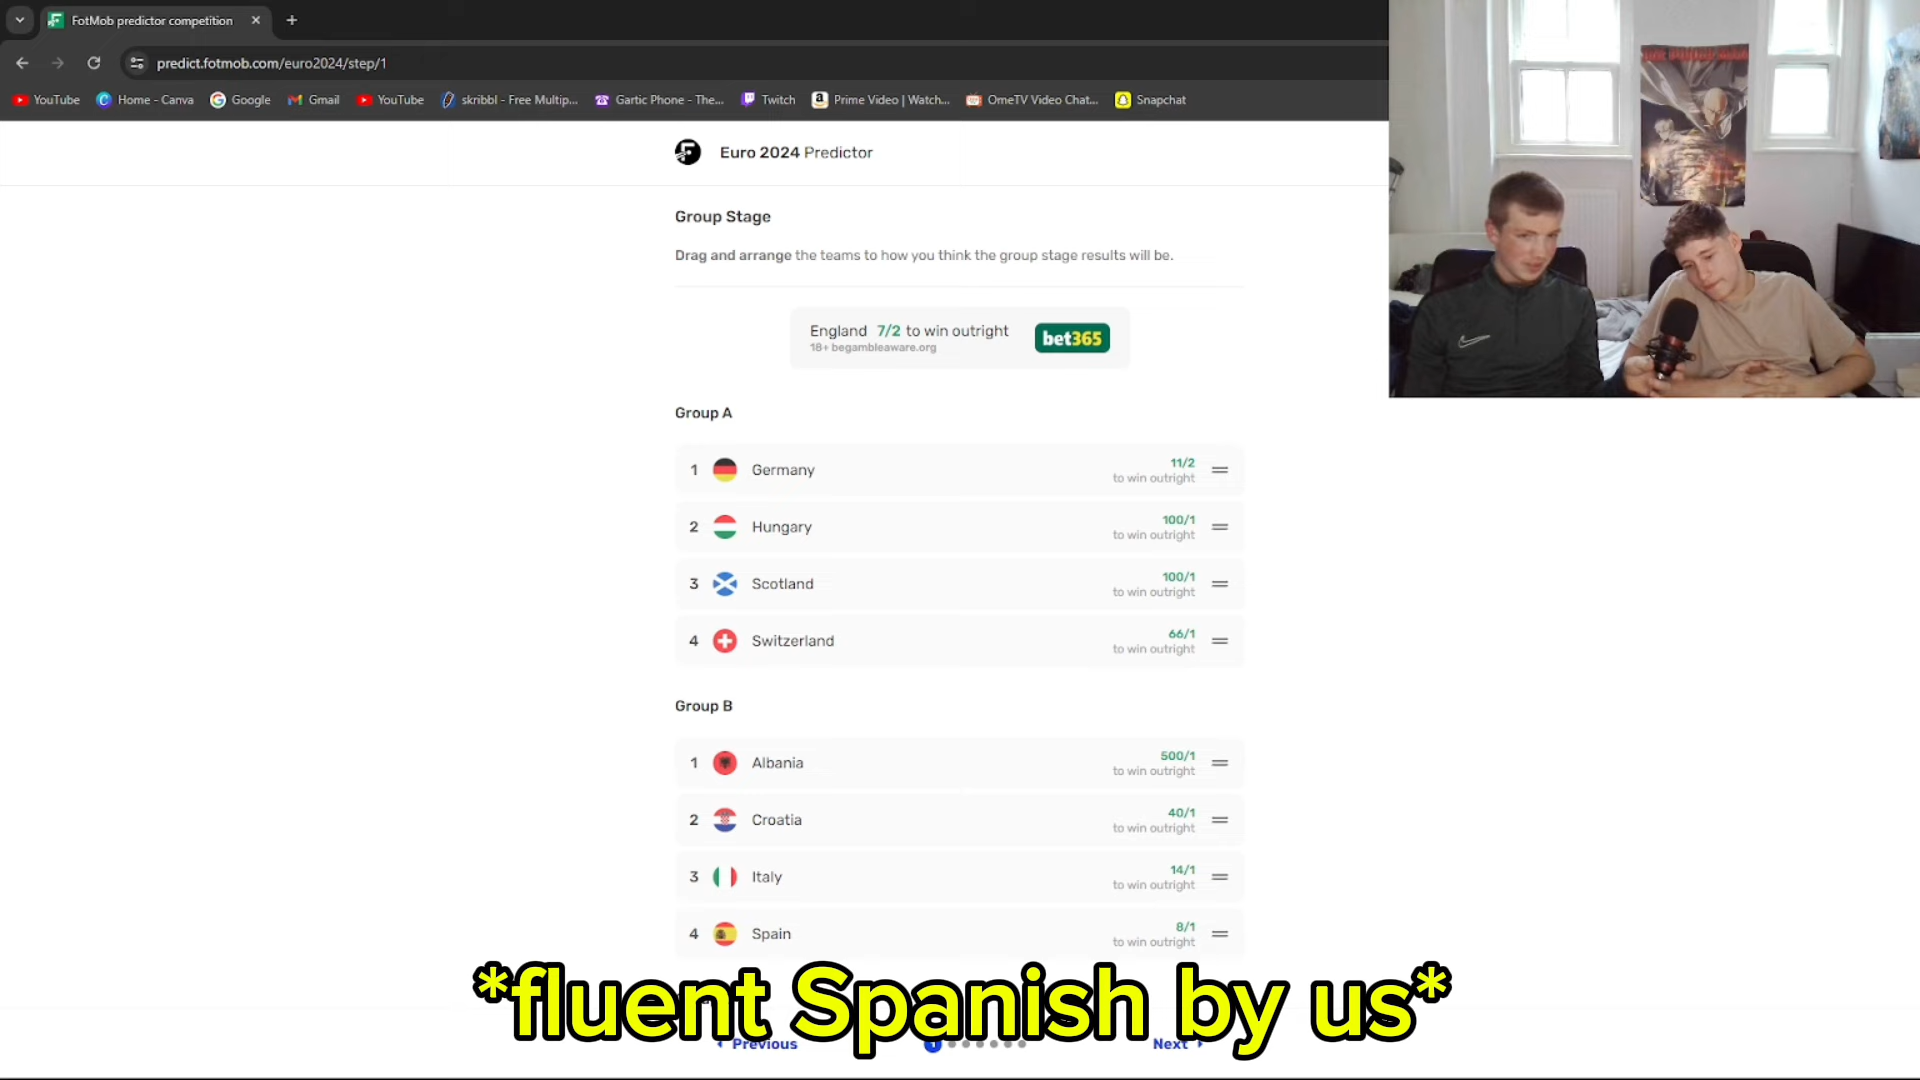 FotMob predictor competition
predict.fotmob.com/euro2024/step/1
YouTube
Home - Canva
Google
Gmail
YouTube
skribbl - Free Multip...
Gartic Phone - The...
Twitch
Prime Video | Watch...
OmeTV Video Chat...
Snapchat
Euro 2024 Predictor
Group Stage
Drag and arrange the teams to how you think the group stage results will be.
England 7/2 to win outright
18+ begambleaware.org
bet365
Group A
1 Germany 11/2
to win outright
2 Hungary 100/1
to win outright
3 Scotland 100/1
to win outright
4 Switzerland 66/1
to win outright
Group B
1 Albania 500/1
to win outright
2 Croatia 40/1
to win outright
3 Italy 14/1
to win outright
4 Spain 8/1
to win outright
*fluent Spanish by us*
Previous
1
Next